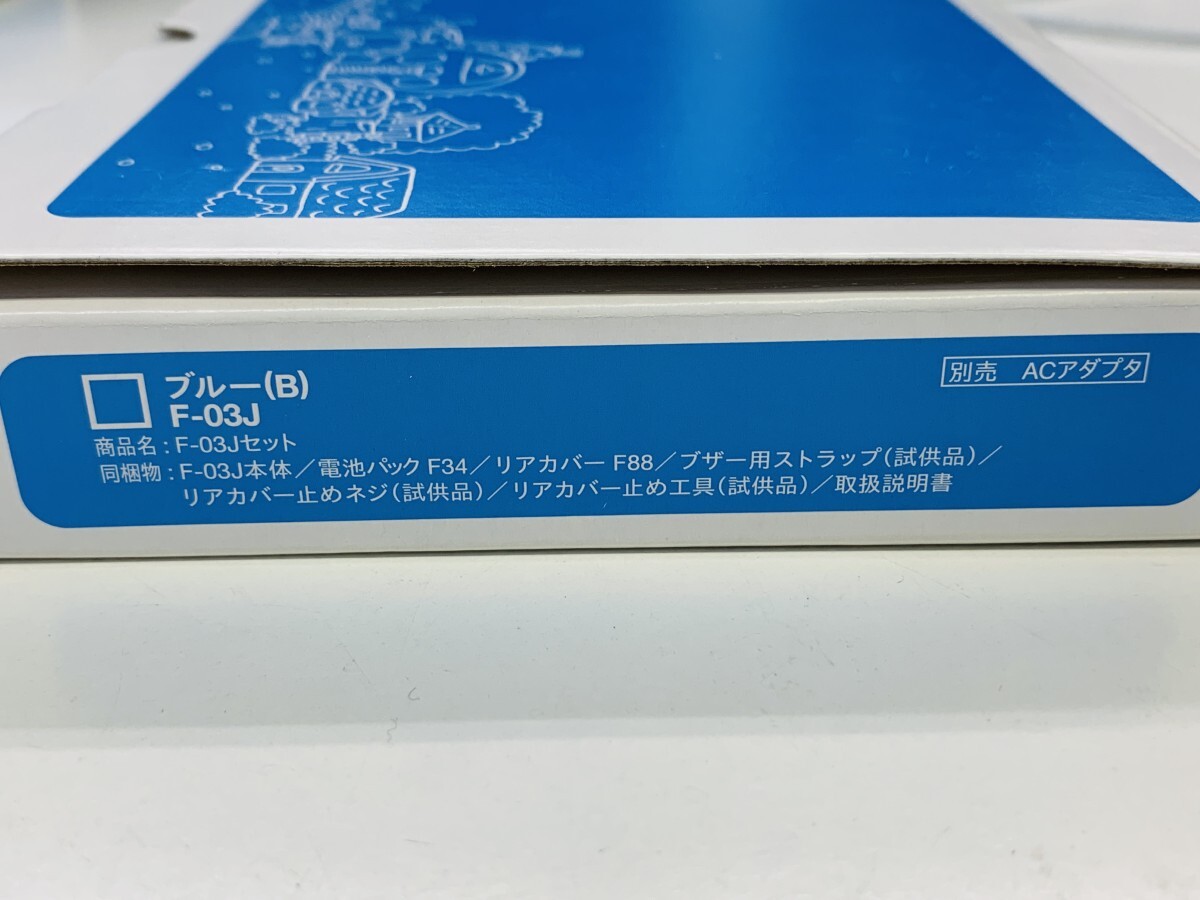 ブルー(B)
F-03J
別売　ACアダプタ
商品名：F-03Jセット
同梱物：F-03J本体／電池パック F34／リアカバー F88／ブザー用ストラップ(試供品)／
リアカバー止めネジ(試供品)／リアカバー止め工具(試供品)／取扱説明書